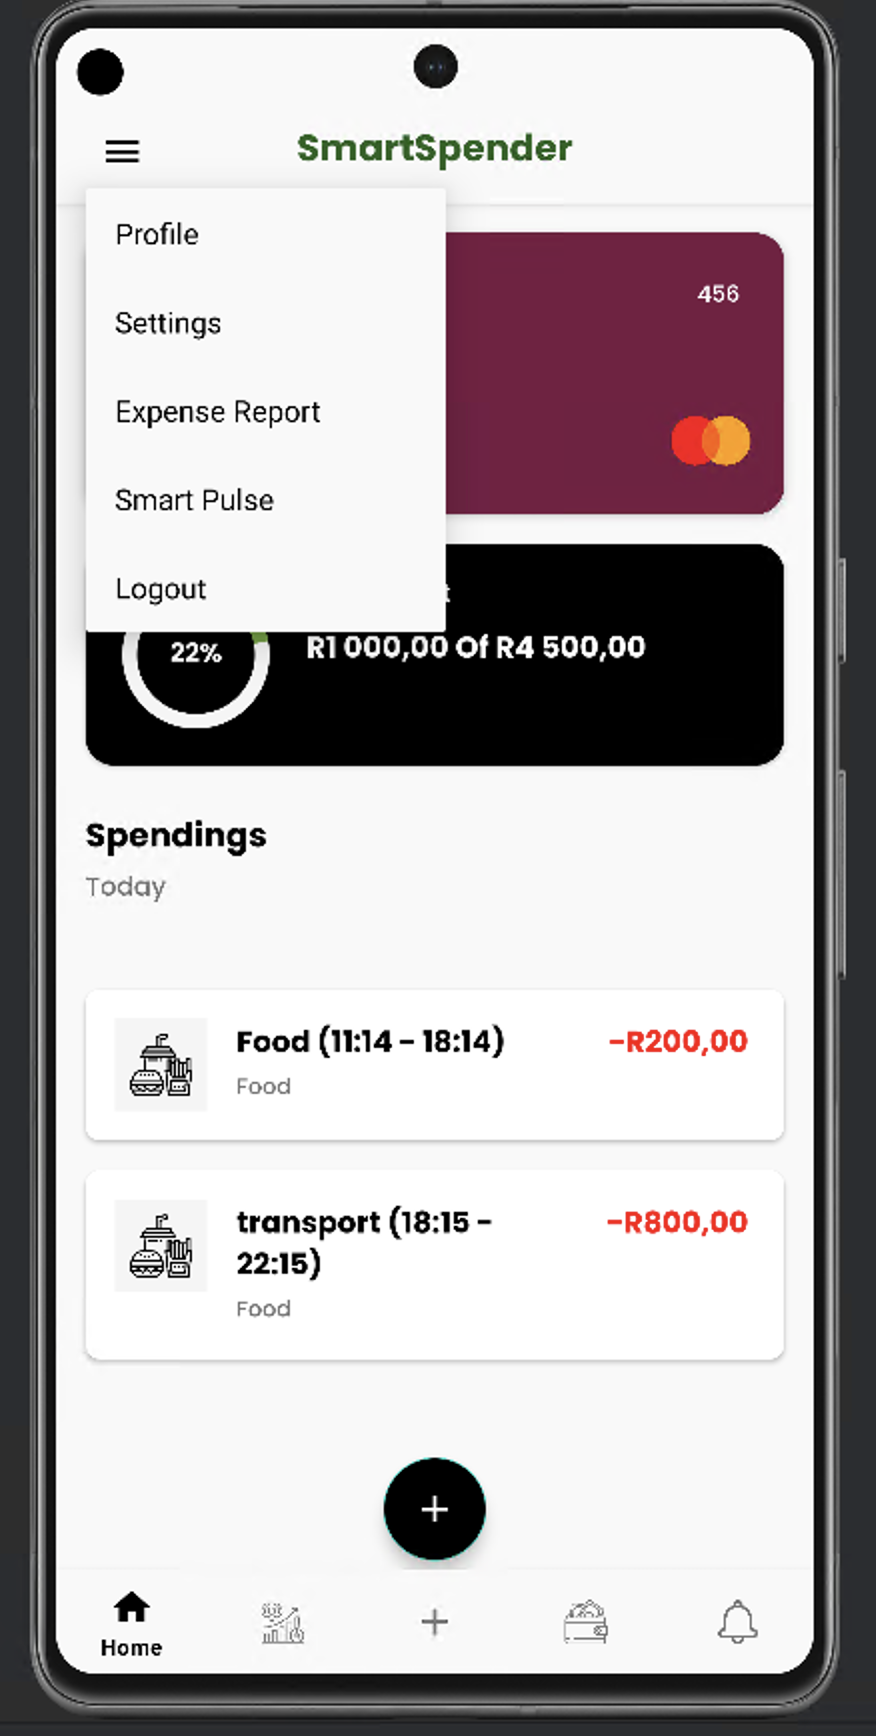 SmartSpender
Profile
Settings
Expense Report
Smart Pulse
Logout
456
22%
R1 000,00 Of R4 500,00
Spendings
Today
Food (11:14 - 18:14)
-R200,00
Food
transport (18:15 -
22:15)
-R800,00
Food
+
Home
+